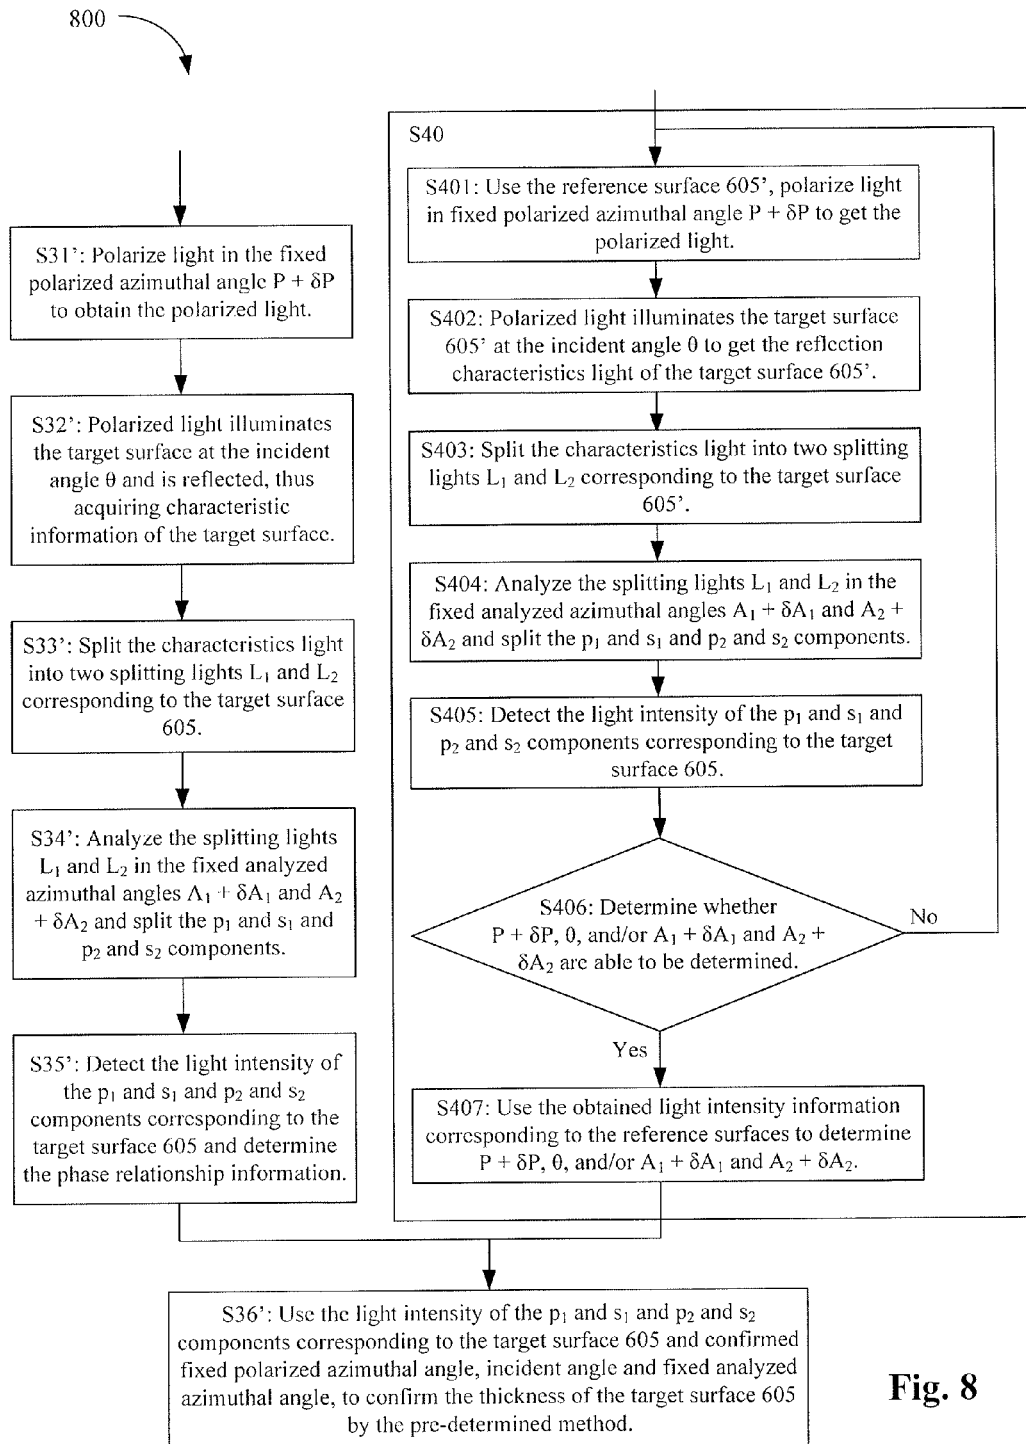 800
S31’: Polarize light in the fixed
polarized azimuthal angle P + δP
to obtain the polarized light.
S32’: Polarized light illuminates
the target surface at the incident
angle θ and is reflected, thus
acquiring characteristic
information of the target surface.
S33’: Split the characteristics light
into two splitting lights L₁ and L₂
corresponding to the target surface
605.
S34’: Analyze the splitting lights
L₁ and L₂ in the fixed analyzed
azimuthal angles A₁ + δA₁ and A₂
+ δA₂ and split the p₁ and s₁ and
p₂ and s₂ components.
S35’: Detect the light intensity of
the p₁ and s₁ and p₂ and s₂
components corresponding to the
target surface 605 and determine
the phase relationship information.
S40
S401: Use the reference surface 605’, polarize light
in fixed polarized azimuthal angle P + δP to get the
polarized light.
S402: Polarized light illuminates the target surface
605’ at the incident angle θ to get the reflection
characteristics light of the target surface 605’.
S403: Split the characteristics light into two splitting
lights L₁ and L₂ corresponding to the target surface
605’.
S404: Analyze the splitting lights L₁ and L₂ in the
fixed analyzed azimuthal angles A₁ + δA₁ and A₂ +
δA₂ and split the p₁ and s₁ and p₂ and s₂ components.
S405: Detect the light intensity of the p₁ and s₁ and
p₂ and s₂ components corresponding to the target
surface 605.
S406: Determine whether
P + δP, θ, and/or A₁ + δA₁ and A₂ +
δA₂ are able to be determined.
No
Yes
S407: Use the obtained light intensity information
corresponding to the reference surfaces to determine
P + δP, θ, and/or A₁ + δA₁ and A₂ + δA₂.
S36’: Use the light intensity of the p₁ and s₁ and p₂ and s₂
components corresponding to the target surface 605 and confirmed
fixed polarized azimuthal angle, incident angle and fixed analyzed
azimuthal angle, to confirm the thickness of the target surface 605
by the pre-determined method.
Fig. 8